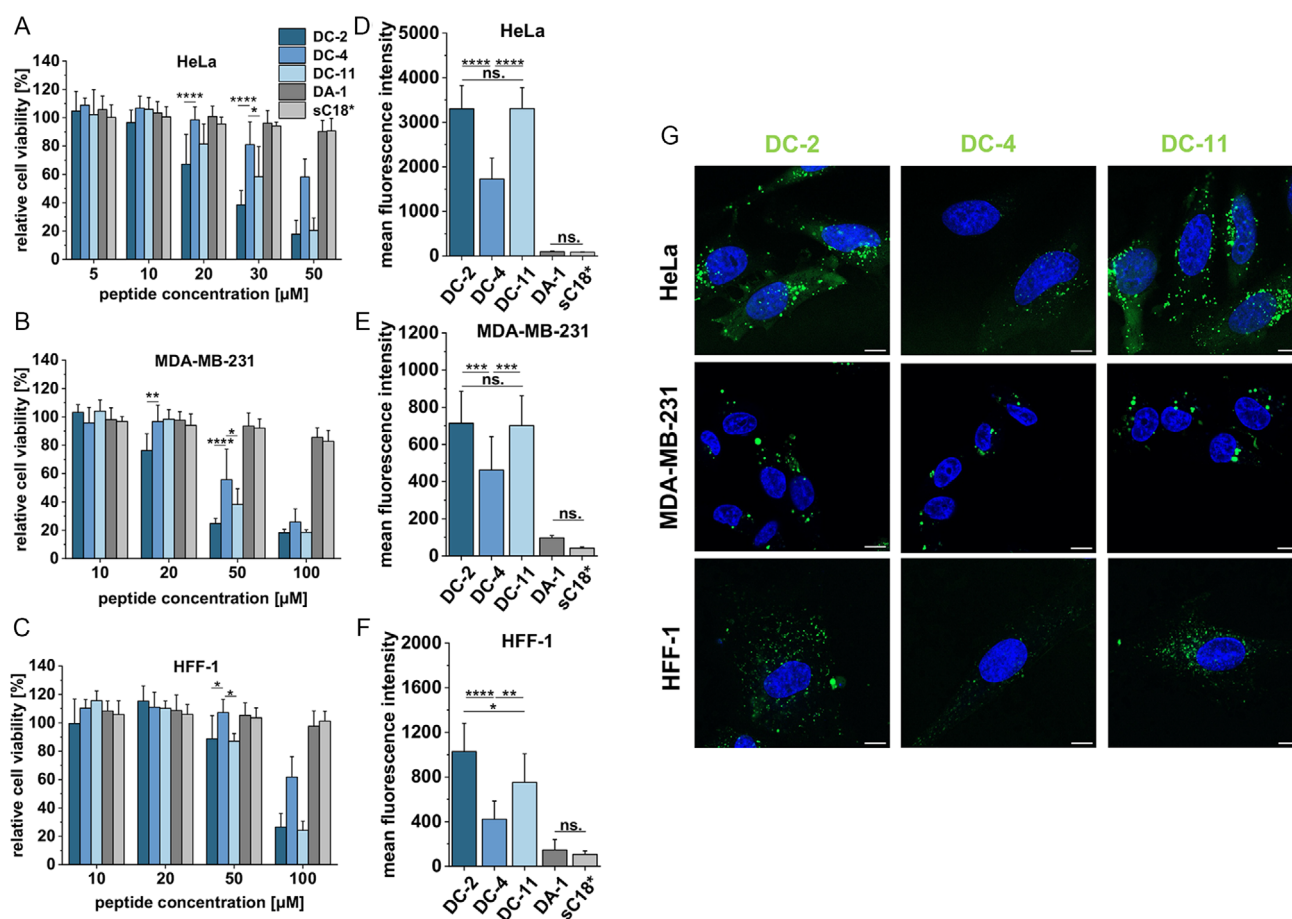 A
HeLa
DC-2
DC-4
DC-11
DA-1
sC18*
relative cell viability [%]
140
120
100
80
60
40
20
0
****
****
*
5 10 20 30 50
peptide concentration [µM]
B
MDA-MB-231
relative cell viability [%]
140
120
100
80
60
40
20
0
**
****
*
10 20 50 100
peptide concentration [µM]
C
HFF-1
relative cell viability [%]
140
120
100
80
60
40
20
0
*
*
10 20 50 100
peptide concentration [µM]
D
HeLa
mean fluorescence intensity
3000
2500
2000
1500
1000
500
0
**** ****
ns.
ns.
DC-2 DC-4 DC-11 DA-1 sC18*
E
MDA-MB-231
mean fluorescence intensity
1200
1000
800
600
400
200
0
*** ***
ns.
ns.
DC-2 DC-4 DC-11 DA-1 sC18*
F
HFF-1
mean fluorescence intensity
2000
1600
1200
800
400
0
**** **
*
ns.
DC-2 DC-4 DC-11 DA-1 sC18*
G
DC-2 DC-4 DC-11
HeLa
MDA-MB-231
HFF-1